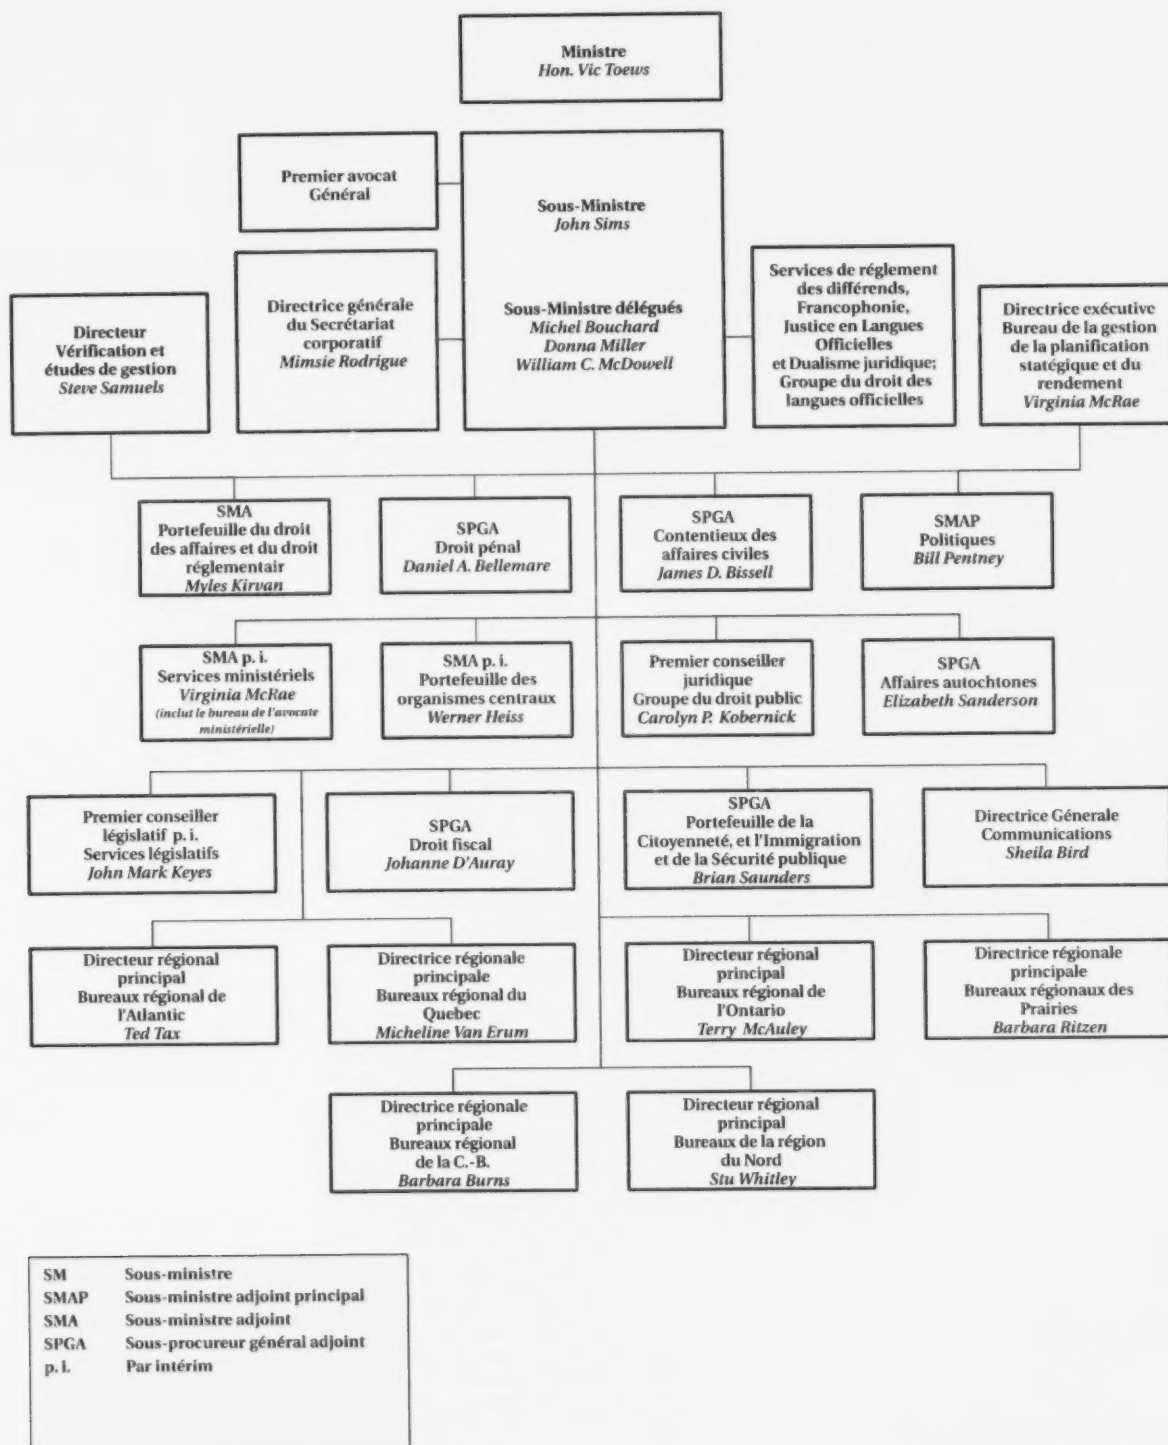 Ministre
Hon. Vic Toews
Premier avocat
Général
Sous-Ministre
John Sims
Sous-Ministre délégués
Michel Bouchard
Donna Miller
William C. McDowell
Directrice générale
du Secrétariat
corporatif
Mimsie Rodrigue
Services de réglement
des différends,
Francophonie,
Justice en Langues
Officielles
et Dualisme juridique;
Groupe du droit des
langues officielles
Directeur
Vérification et
études de gestion
Steve Samuels
Directrice exécutive
Bureau de la gestion
de la planification
statégique et du
rendement
Virginia McRae
SMA
Portefeuille du droit
des affaires et du droit
réglementair
Myles Kirvan
SPGA
Droit pénal
Daniel A. Bellemare
SPGA
Contentieux des
affaires civiles
James D. Bissell
SMAP
Politiques
Bill Pentney
SMA p. i.
Services ministériels
Virginia McRae
(inclut le bureau de l'avocate
ministérielle)
SMA p. i.
Portefeuille des
organismes centraux
Werner Heiss
Premier conseiller
juridique
Groupe du droit public
Carolyn P. Kobernick
SPGA
Affaires autochtones
Elizabeth Sanderson
Premier conseiller
législatif p. i.
Services législatifs
John Mark Keyes
SPGA
Droit fiscal
Johanne D'Auray
SPGA
Portefeuille de la
Citoyenneté, et l'Immigration
et de la Sécurité publique
Brian Saunders
Directrice Génerale
Communications
Sheila Bird
Directeur régional
principal
Bureaux régional de
l'Atlantic
Ted Tax
Directrice régionale
principale
Bureaux régional du
Quebec
Micheline Van Erum
Directeur régional
principal
Bureaux régional de
l'Ontario
Terry McAuley
Directrice régionale
principale
Bureaux régionaux des
Prairies
Barbara Ritzen
Directrice régionale
principale
Bureaux régional
de la C.-B.
Barbara Burns
Directeur régional
principal
Bureaux de la région
du Nord
Stu Whitley
SM Sous-ministre
SMAP Sous-ministre adjoint principal
SMA Sous-ministre adjoint
SPGA Sous-procureur général adjoint
p. i. Par intérim